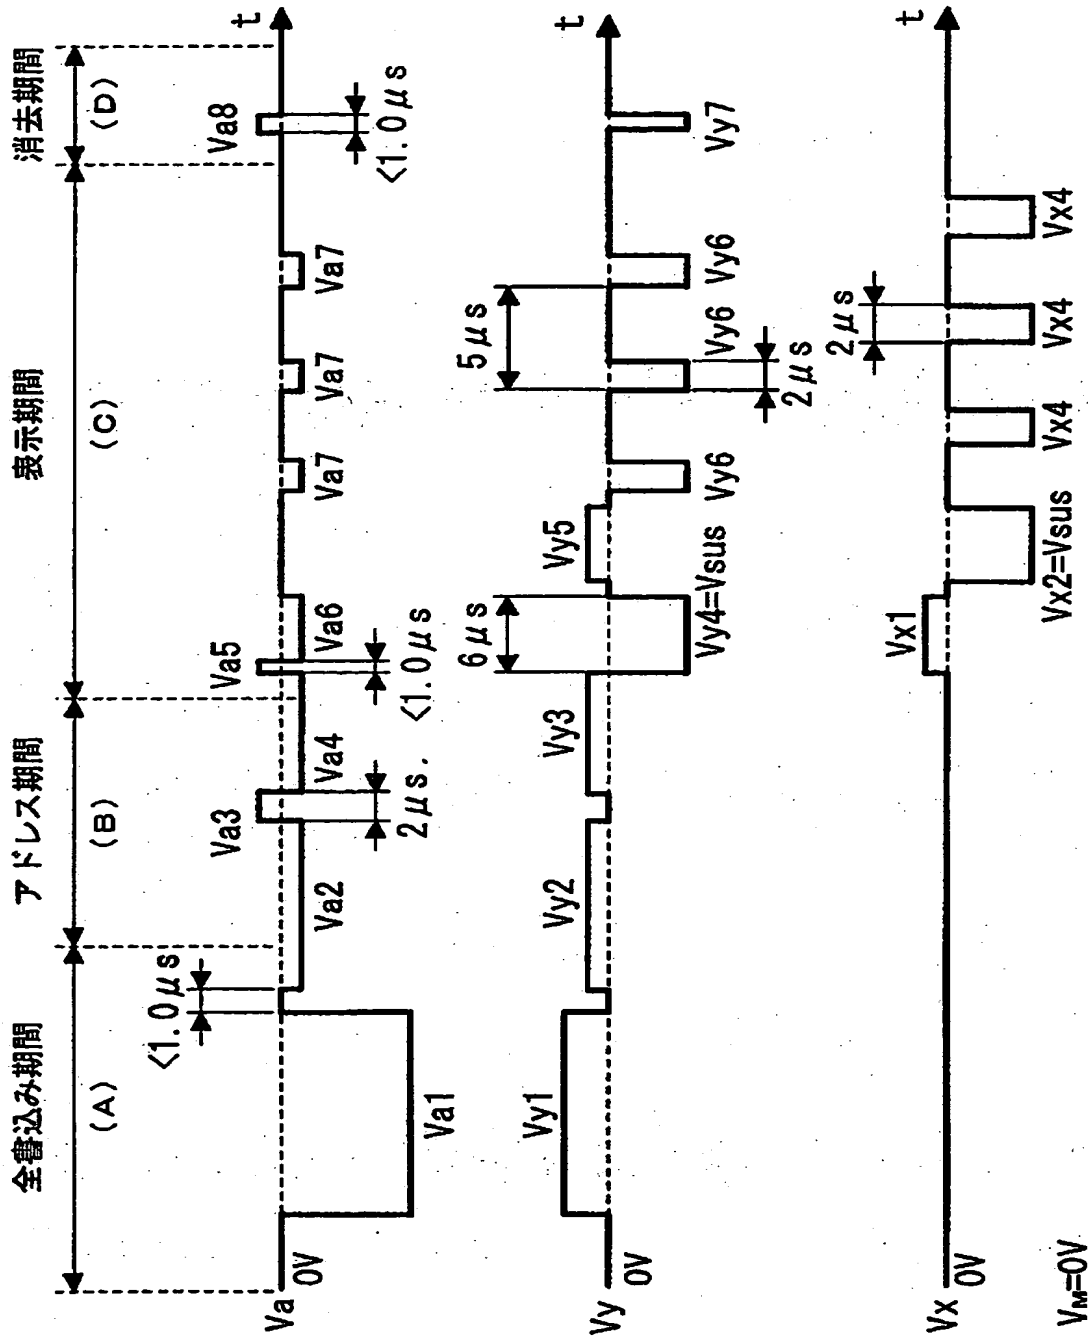 全書込み期間
アドレス期間
表示期間
消去期間
(A)
(B)
(C)
(D)
Va
0V
Va1
<1.0μs
Va2
Va3
2μs.
Va4
Va5
<1.0μs
Va6
Va7
Va7
Va7
Va8
<1.0μs
t
Vy
0V
Vy1
Vy2
Vy3
6μs
Vy4=Vsus
Vy5
Vy6
5μs
Vy6
2μs
Vy6
Vy7
t
Vx
0V
Vx1
Vx2=Vsus
Vx4
2μs
Vx4
Vx4
t
VM=0V